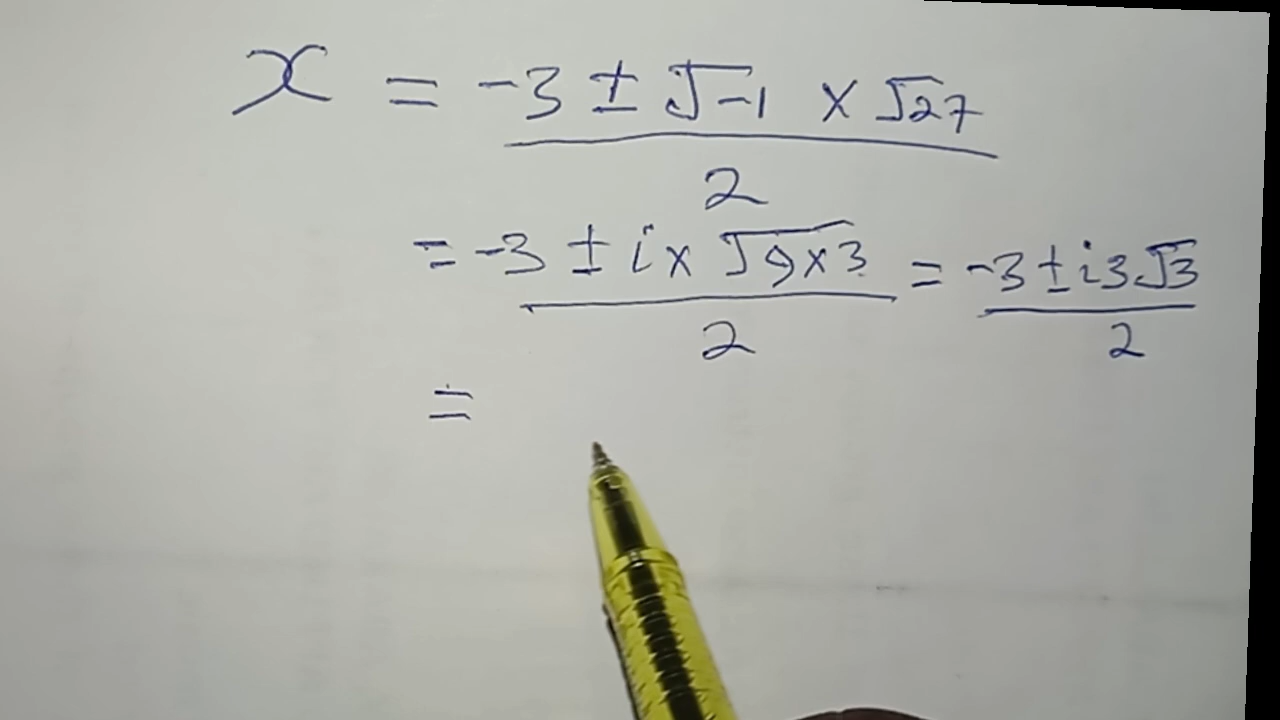 x = -3 ± √-1 × √27
2
= -3 ± i × √9×3 = -3 ± i3√3
2 2
=